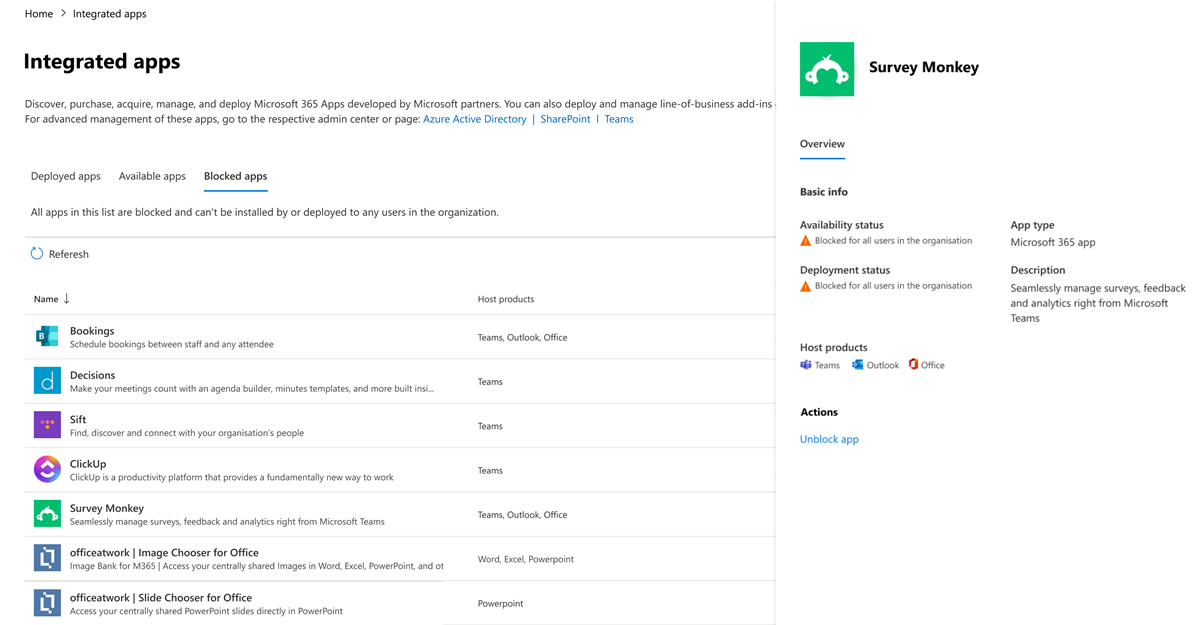 Home > Integrated apps
Integrated apps
Discover, purchase, acquire, manage, and deploy Microsoft 365 Apps developed by Microsoft partners. You can also deploy and manage line-of-business add-ins
For advanced management of these apps, go to the respective admin center or page: Azure Active Directory | SharePoint | Teams
Deployed apps Available apps Blocked apps
All apps in this list are blocked and can't be installed by or deployed to any users in the organization.
Referesh
Name ↓ Host products
B
Bookings
Schedule bookings between staff and any attendee
Teams, Outlook, Office
d
Decisions
Make your meetings count with an agenda builder, minutes templates, and more built insi...
Teams
Sift
Find, discover and connect with your organisation's people
Teams
ClickUp
ClickUp is a productivity platform that provides a fundamentally new way to work
Teams
Survey Monkey
Seamlessly manage surveys, feedback and analytics right from Microsoft Teams
Teams, Outlook, Office
officeatwork | Image Chooser for Office
Image Bank for M365 | Access your centrally shared Images in Word, Excel, PowerPoint, and ot
Word, Excel, Powerpoint
officeatwork | Slide Chooser for Office
Access your centrally shared PowerPoint slides directly in PowerPoint
Powerpoint
Survey Monkey
Overview
Basic info
Availability status
Blocked for all users in the organisation
App type
Microsoft 365 app
Deployment status
Blocked for all users in the organisation
Description
Seamlessly manage surveys, feedback
and analytics right from Microsoft
Teams
Host products
Teams Outlook Office
Actions
Unblock app